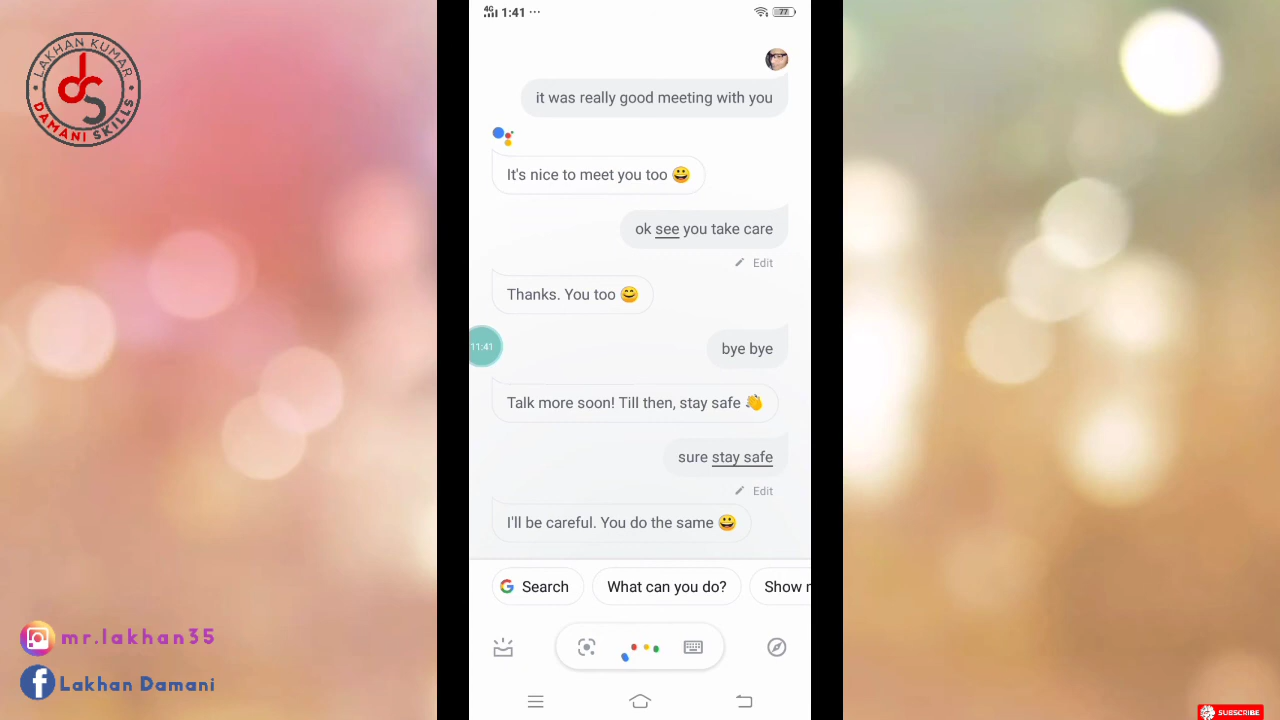 LAKHAN KUMAR
DAMANI SKILLS
4G 1:41 ... 77
it was really good meeting with you
It's nice to meet you too 😀
ok see you take care
Edit
Thanks. You too 😊
11:41
bye bye
Talk more soon! Till then, stay safe 👋
sure stay safe
Edit
I'll be careful. You do the same 😀
G Search What can you do? Show
mr.lakhan35
Lakhan Damani
SUBSCRIBE